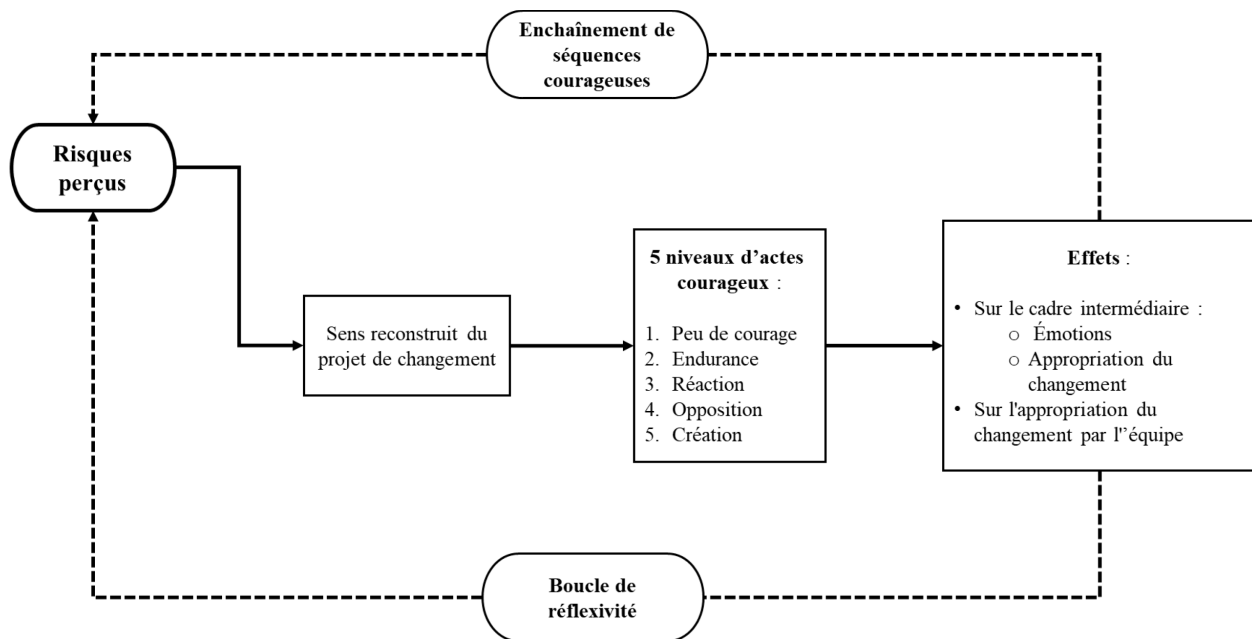 Enchaînement de
séquences
courageuses
Risques
perçus
Sens reconstruit du
projet de changement
5 niveaux d’actes
courageux :
1. Peu de courage
2. Endurance
3. Réaction
4. Opposition
5. Création
Effets :
• Sur le cadre intermédiaire :
o Émotions
o Appropriation du
changement
• Sur l'appropriation du
changement par l'’équipe
Boucle de
réflexivité